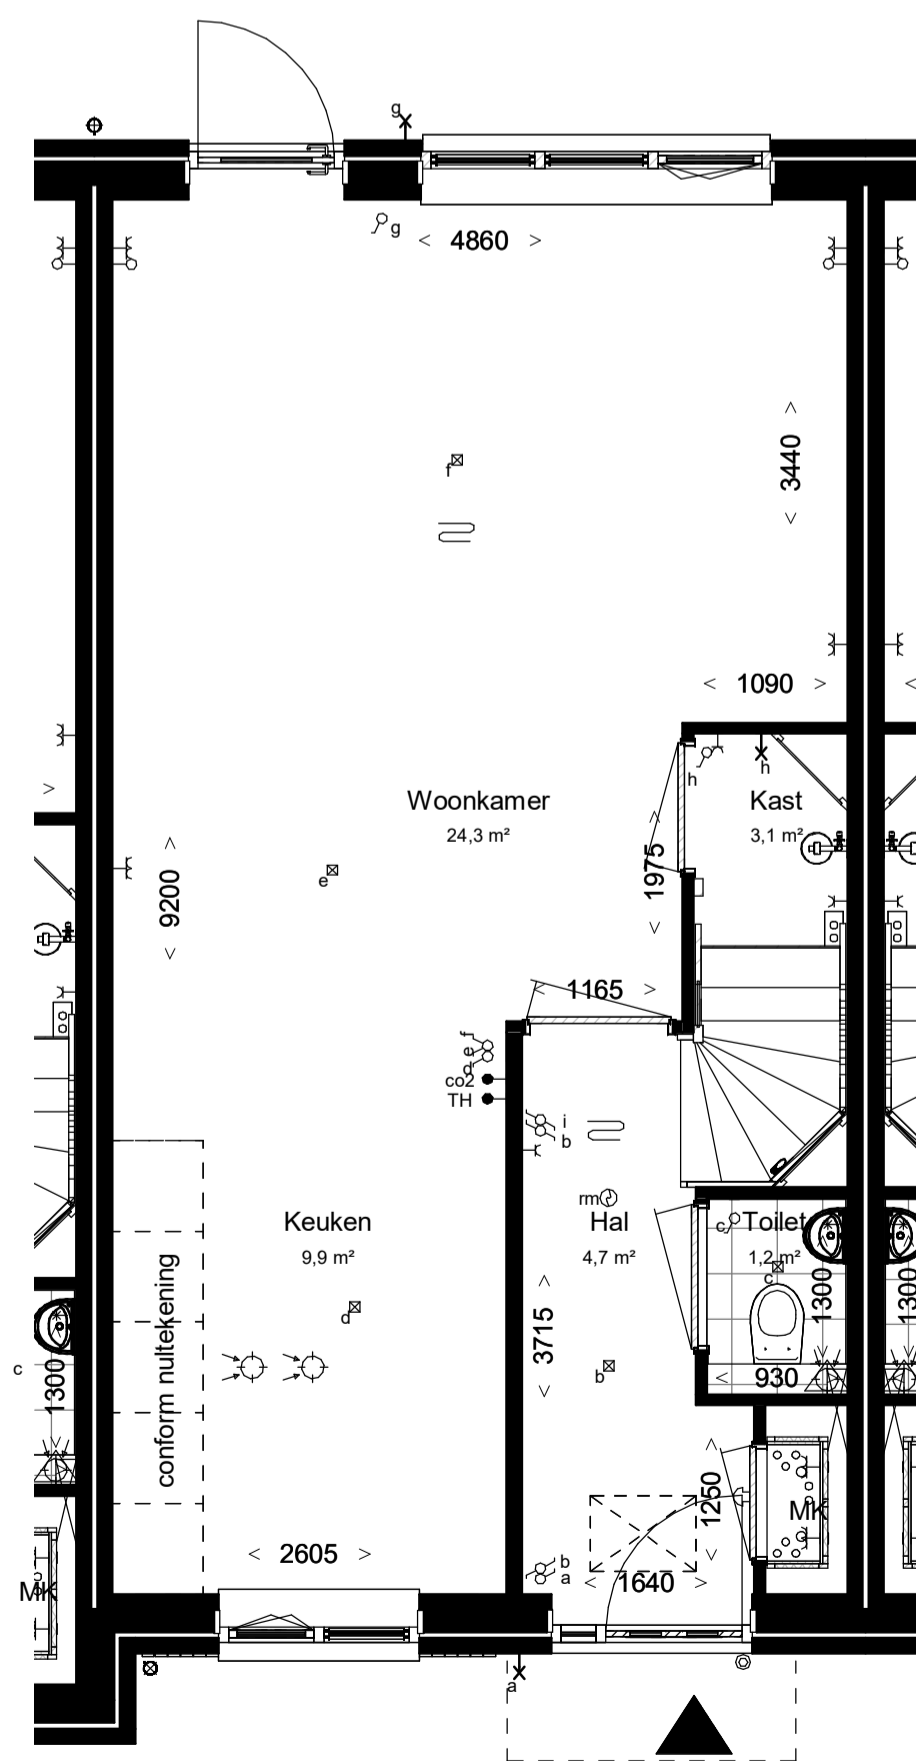 g
g
4860
3440
f
1090
h
h
Woonkamer
24,3 m²
Kast
3,1 m²
1975
9200
e
1165
f
e
d
co2
TH
i
b
rm
Keuken
9,9 m²
Hal
4,7 m²
c
Toilet
1,2 m²
c
1300
1300
conform nultekening
d
3715
b
930
c
1300
1250
MK
2605
b
a
1640
MK
a